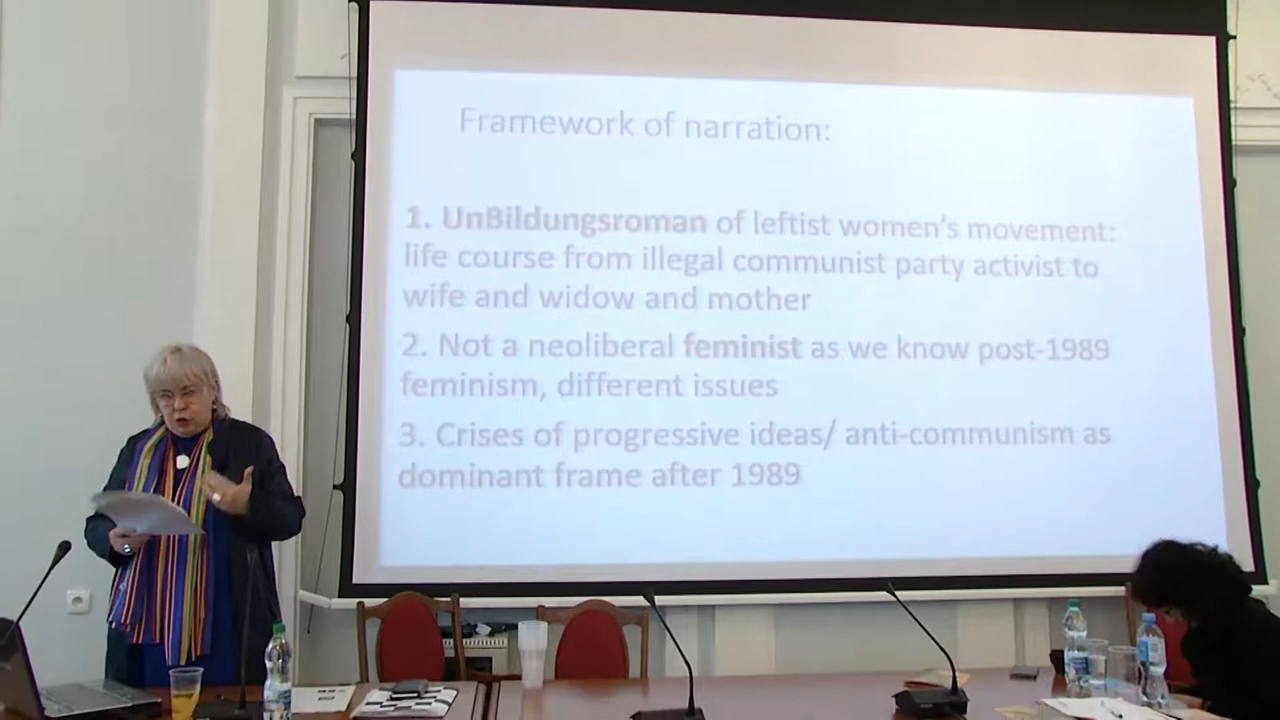 Framework of narration:
1. UnBildungsroman of leftist women's movement:
life course from illegal communist party activist to
wife and widow and mother
2. Not a neoliberal feminist as we know post-1989
feminism, different issues
3. Crises of progressive ideas/ anti-communism as
dominant frame after 1989